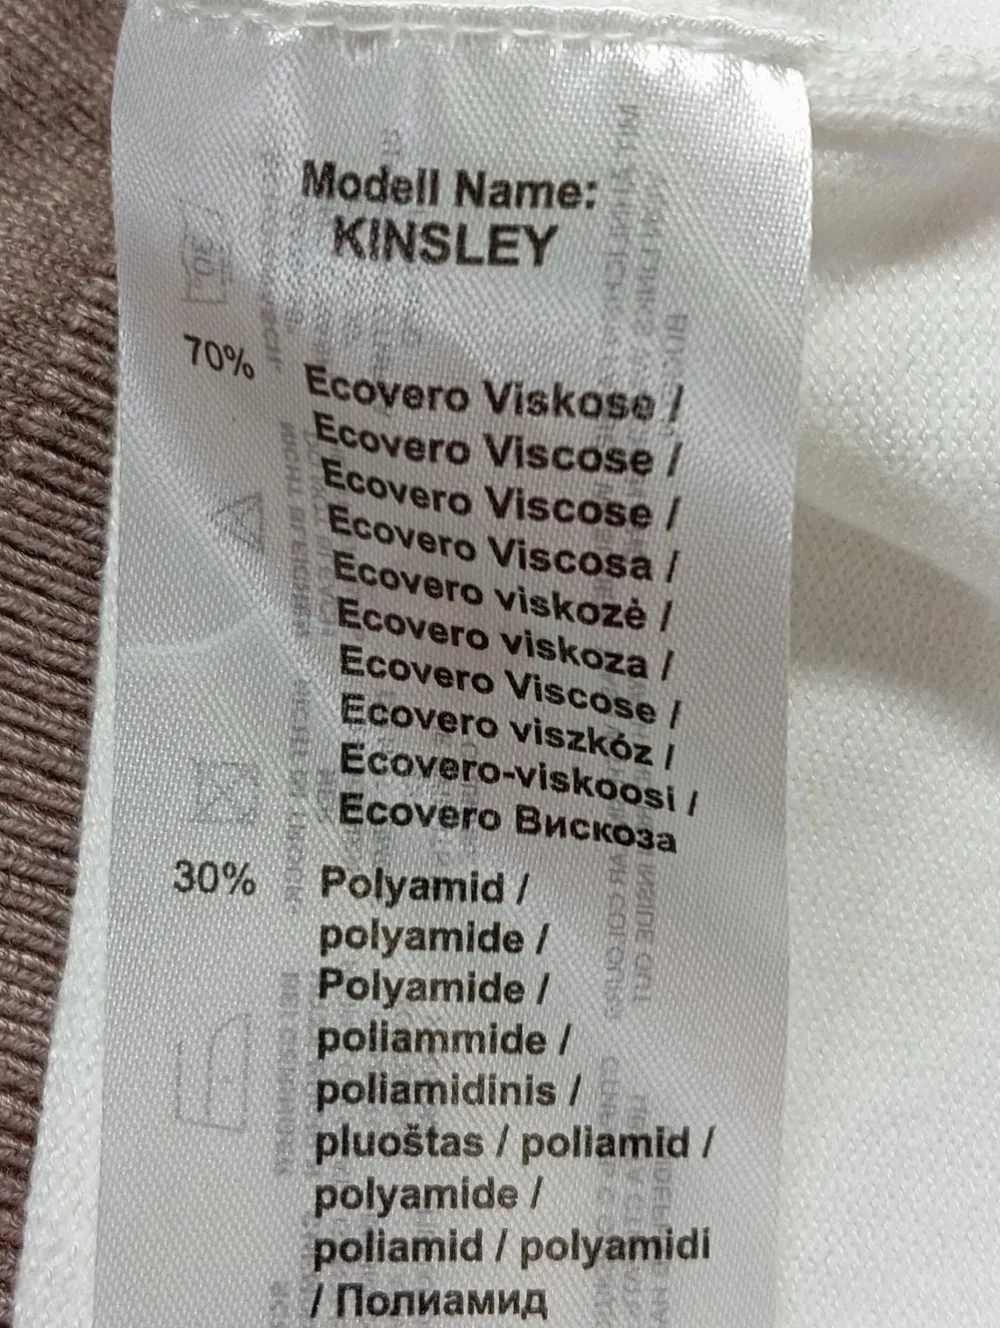 Modell Name:
KINSLEY
70% Ecovero Viskose /
Ecovero Viscose /
Ecovero Viscose /
Ecovero Viscosa /
Ecovero viskozė /
Ecovero viskoza /
Ecovero Viscose /
Ecovero viszkóz /
Ecovero-viskoosi /
Ecovero Вискоза
30% Polyamid /
polyamide /
Polyamide /
poliammide /
poliamidinis /
pluoštas / poliamid /
polyamide /
poliamid / polyamidi
/ Полиамид